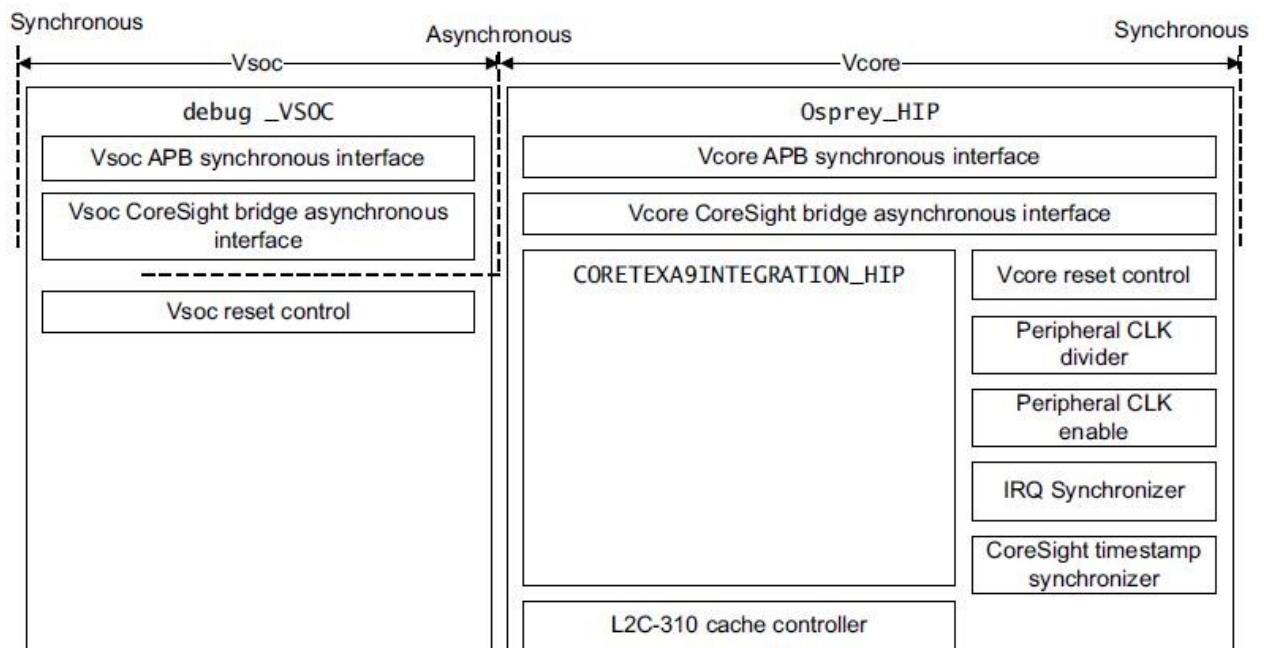 Synchronous
Asynchronous
Synchronous
Vsoc
Vcore
debug _VSOC
Osprey_HIP
Vsoc APB synchronous interface
Vcore APB synchronous interface
Vsoc CoreSight bridge asynchronous
interface
Vcore CoreSight bridge asynchronous interface
CORETEXA9INTEGRATION_HIP
Vcore reset control
Vsoc reset control
Peripheral CLK
divider
Peripheral CLK
enable
IRQ Synchronizer
CoreSight timestamp
synchronizer
L2C-310 cache controller